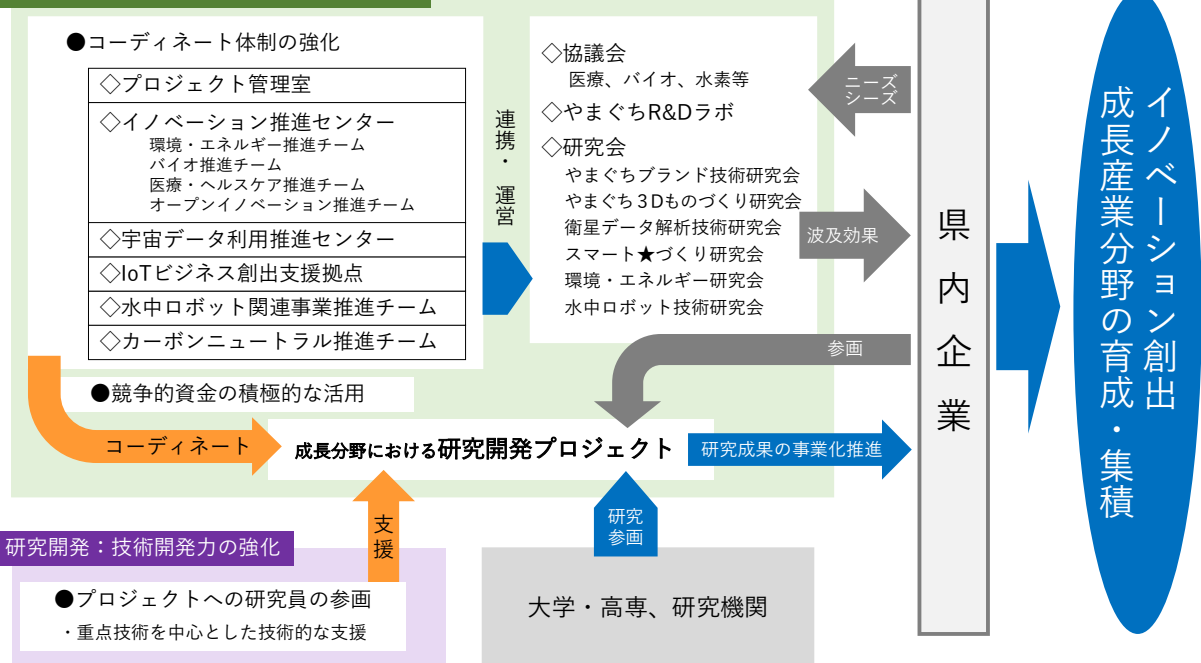 ●コーディネート体制の強化
◇プロジェクト管理室
◇イノベーション推進センター
環境・エネルギー推進チーム
バイオ推進チーム
医療・ヘルスケア推進チーム
オープンイノベーション推進チーム
◇宇宙データ利用推進センター
◇IoTビジネス創出支援拠点
◇水中ロボット関連事業推進チーム
◇カーボンニュートラル推進チーム
●競争的資金の積極的な活用
連携・運営
◇協議会
医療、バイオ、水素等
◇やまぐちR&Dラボ
◇研究会
やまぐちブランド技術研究会
やまぐち3Dものづくり研究会
衛星データ解析技術研究会
スマート★づくり研究会
環境・エネルギー研究会
水中ロボット技術研究会
ニーズ
シーズ
波及効果
参画
コーディネート
成長分野における研究開発プロジェクト
研究成果の事業化推進
県内企業
イノベーション創出
成長産業分野の育成・集積
支援
研究
参画
研究開発：技術開発力の強化
●プロジェクトへの研究員の参画
・重点技術を中心とした技術的な支援
大学・高専、研究機関